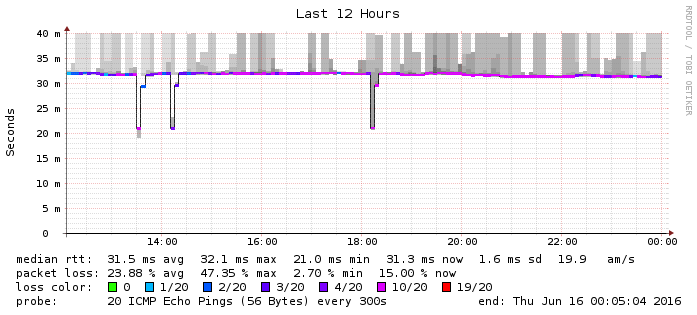 Last 12 Hours
RRDTOOL / TOBI OETIKER
Seconds
40 m
35 m
30 m
25 m
20 m
15 m
10 m
5 m
0
14:00 16:00 18:00 20:00 22:00 00:00
median rtt: 31.5 ms avg 32.1 ms max 21.0 ms min 31.3 ms now 1.6 ms sd 19.9 am/s
packet loss: 23.88 % avg 47.35 % max 2.70 % min 15.00 % now
loss color: 0 1/20 2/20 3/20 4/20 10/20 19/20
probe: 20 ICMP Echo Pings (56 Bytes) every 300s end: Thu Jun 16 00:05:04 2016